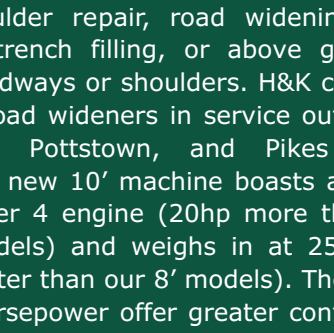 ulder repair, road widenin
trench filling, or above g
dways or shoulders. H&K c
oad wideners in service ou
Pottstown, and Pikes
new 10’ machine boasts a
er 4 engine (20hp more th
dels) and weighs in at 25
ter than our 8’ models). The
rsepower offer greater con